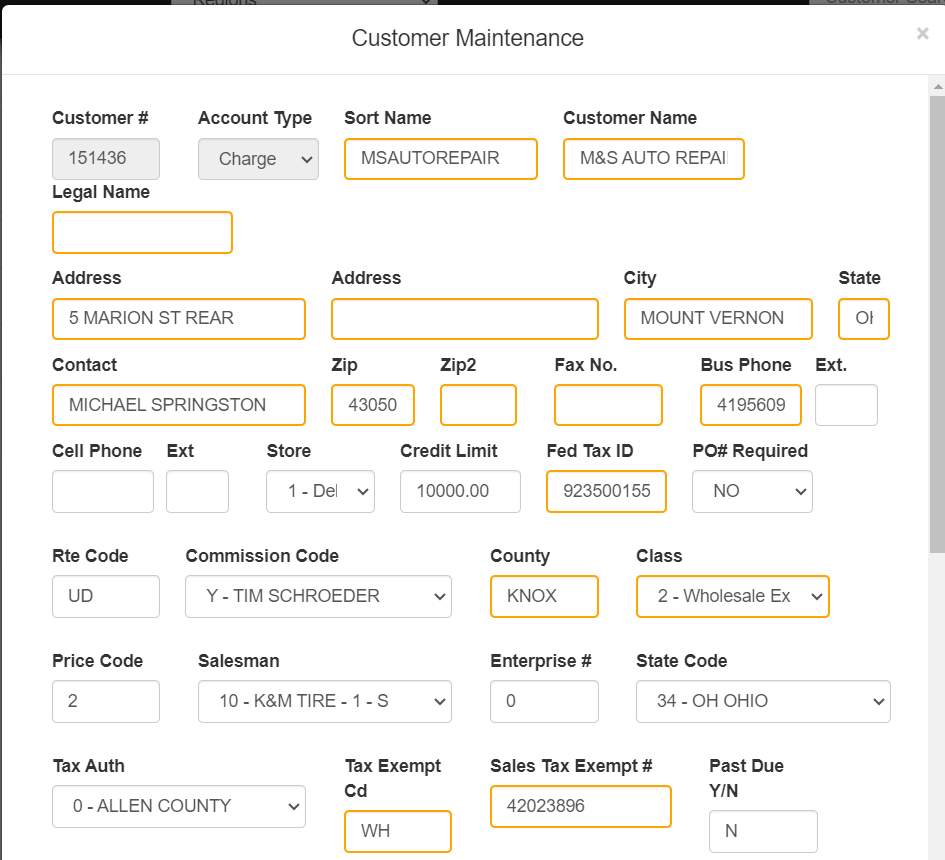 Regions
Customer Maintenance ×
Customer # Account Type Sort Name Customer Name
151436 Charge MSAUTOREPAIR M&S AUTO REPAI
Legal Name
Address Address City State
5 MARION ST REAR MOUNT VERNON
Contact Zip Zip2 Fax No. Bus Phone Ext.
MICHAEL SPRINGSTON 43050 4195609
Cell Phone Ext Store Credit Limit Fed Tax ID PO# Required
1 - Del 10000.00 923500155 NO
Rte Code Commission Code County Class
UD Y - TIM SCHROEDER KNOX 2 - Wholesale Ex
Price Code Salesman Enterprise # State Code
2 10 - K&M TIRE - 1 - S 0 34 - OH OHIO
Tax Auth Tax Exempt Cd Sales Tax Exempt # Past Due Y/N
0 - ALLEN COUNTY WH 42023896 N